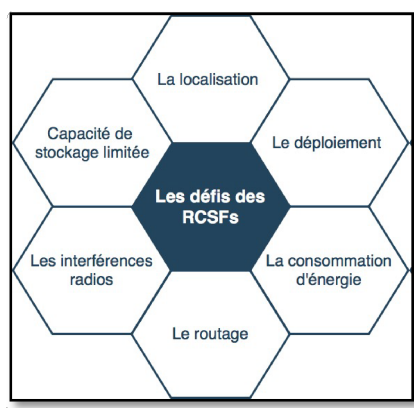 La localisation
Capacité de
stockage limitée
Le déploiement
Les défis des
RCSFs
Les interférences
radios
La consommation
d'énergie
Le routage